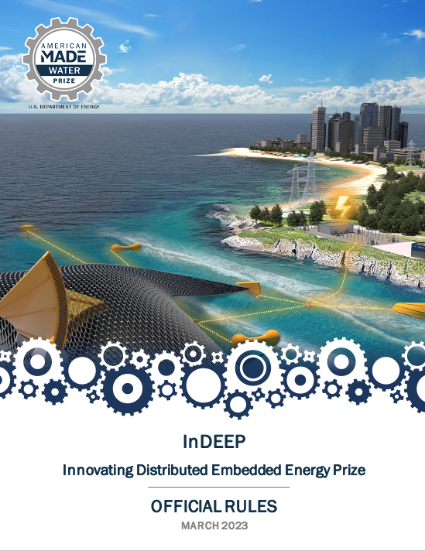 AMERICAN
MADE
WATER
PRIZE
U.S. DEPARTMENT OF ENERGY
InDEEP
Innovating Distributed Embedded Energy Prize
OFFICIAL RULES
MARCH 2023